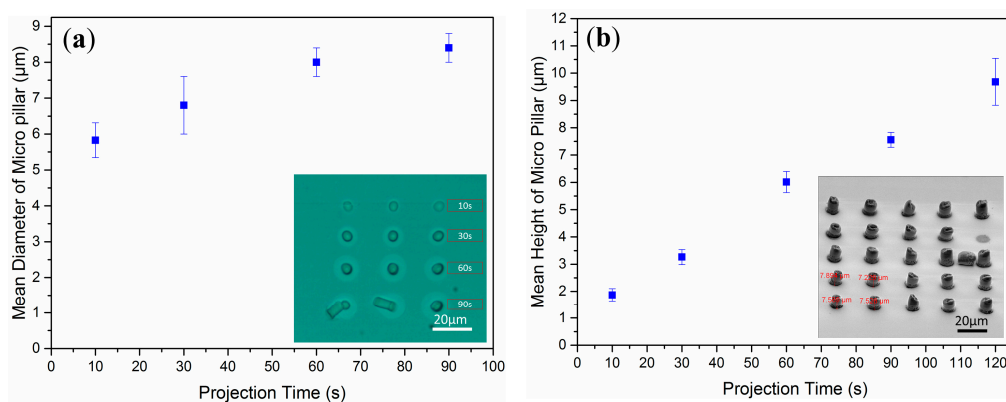 (a)
Mean Diameter of Micro pillar (µm)
9
8
7
6
5
4
3
2
1
0
10s
30s
60s
90s
20µm
0 10 20 30 40 50 60 70 80 90 100
Projection Time (s)
(b)
Mean Height of Micro Pillar (µm)
12
11
10
9
8
7
6
5
4
3
2
1
0
20µm
0 10 20 30 40 50 60 70 80 90 100 110 120
Projection Time (s)